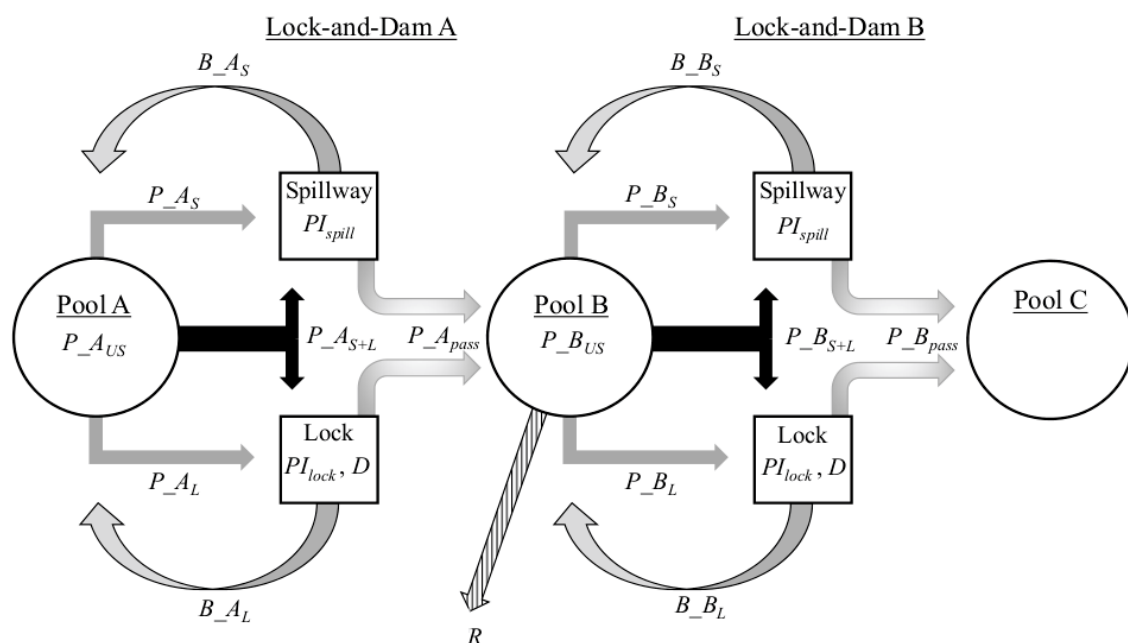 Lock-and-Dam A
Lock-and-Dam B
B_A_S
B_B_S
Spillway
PI_spill
Spillway
PI_spill
P_A_S
P_B_S
Pool A
P_A_US
P_A_S+L
P_A_pass
Pool B
P_B_US
P_B_S+L
P_B_pass
Pool C
Lock
PI_lock, D
Lock
PI_lock, D
P_A_L
P_B_L
B_A_L
B_B_L
R